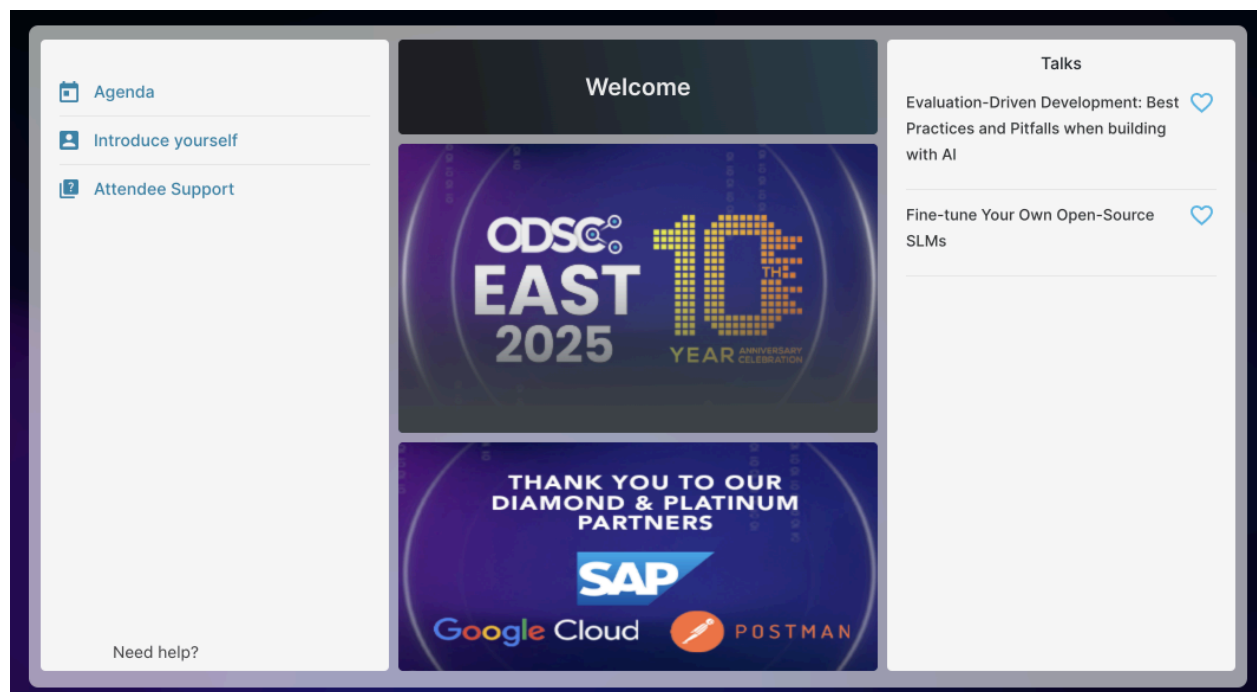 Agenda
Introduce yourself
Attendee Support
Need help?
Welcome
ODSC
EAST
2025
10TH
YEAR ANNIVERSARY CELEBRATION
THANK YOU TO OUR
DIAMOND & PLATINUM
PARTNERS
SAP
Google Cloud
POSTMAN
Talks
Evaluation-Driven Development: Best
Practices and Pitfalls when building
with AI
Fine-tune Your Own Open-Source
SLMs